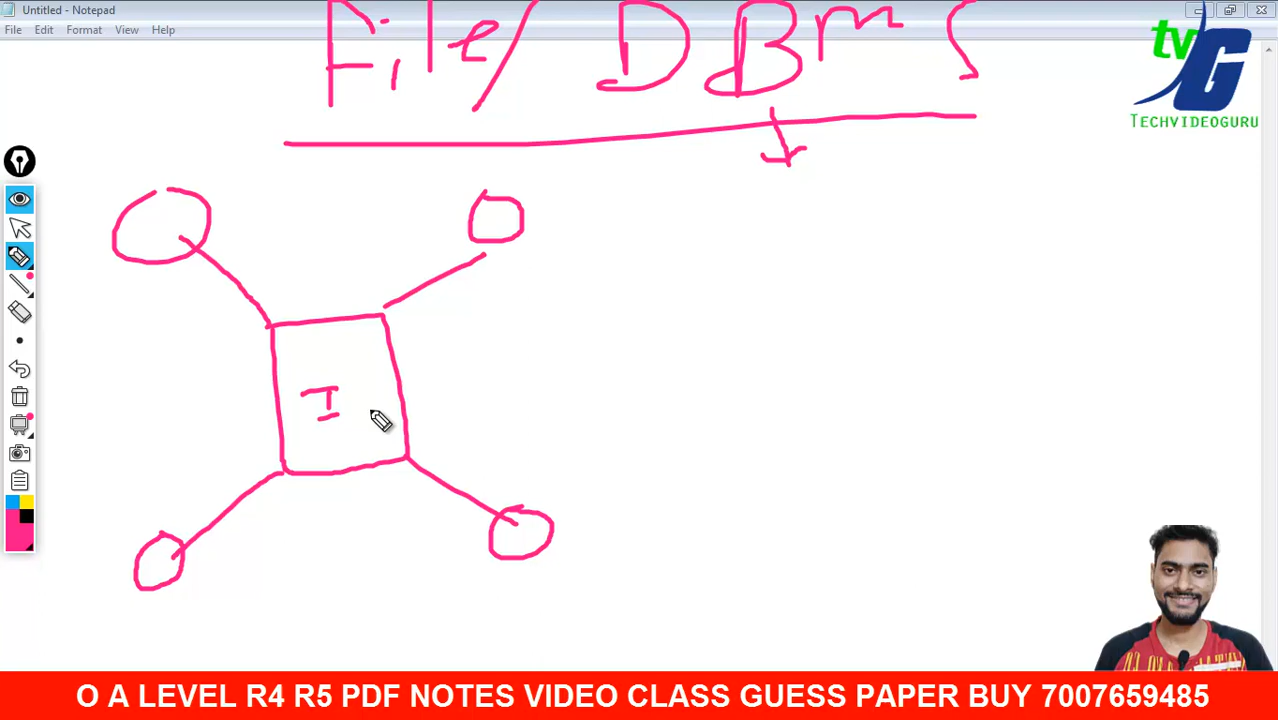 Untitled - Notepad
File Edit Format View Help
File/ DBmS
tv G
TECHVIDEOGURU
I
O A LEVEL R4 R5 PDF NOTES VIDEO CLASS GUESS PAPER BUY 7007659485